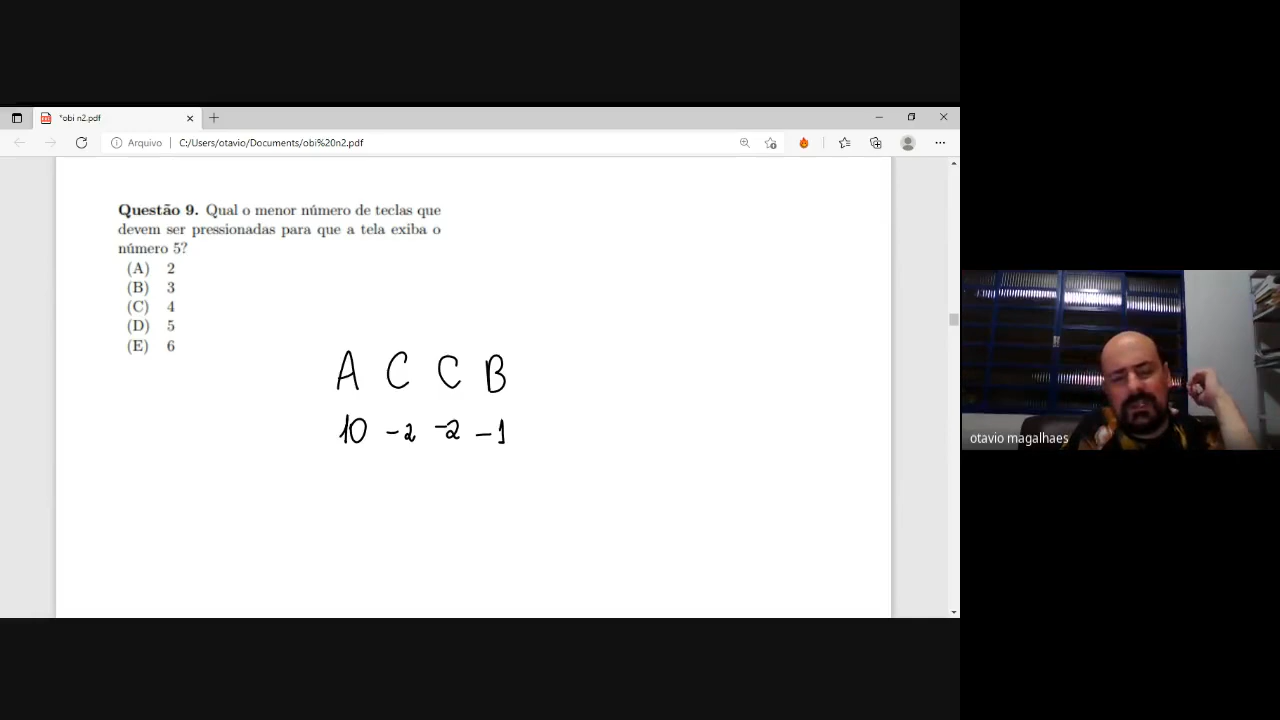 *obi n2.pdf
Arquivo C:/Users/otavio/Documents/obi%20n2.pdf
Questão 9. Qual o menor número de teclas que
devem ser pressionadas para que a tela exiba o
número 5?
(A) 2
(B) 3
(C) 4
(D) 5
(E) 6
A C C B
10 -2 -2 -1
otavio magalhaes